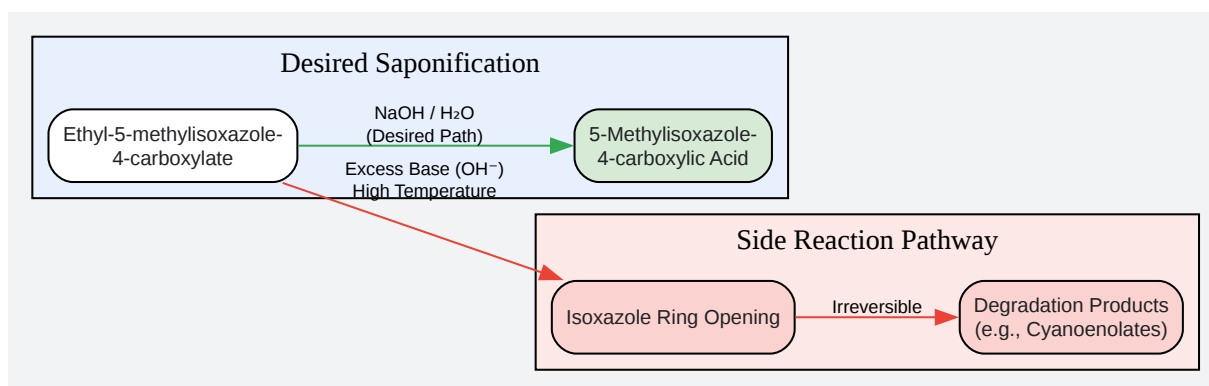 Desired Saponification
Ethyl-5-methylisoxazole-
4-carboxylate
NaOH / H₂O
(Desired Path)
5-Methylisoxazole-
4-carboxylic Acid
Excess Base (OH⁻)
High Temperature
Side Reaction Pathway
Isoxazole Ring Opening
Irreversible
Degradation Products
(e.g., Cyanoenolates)